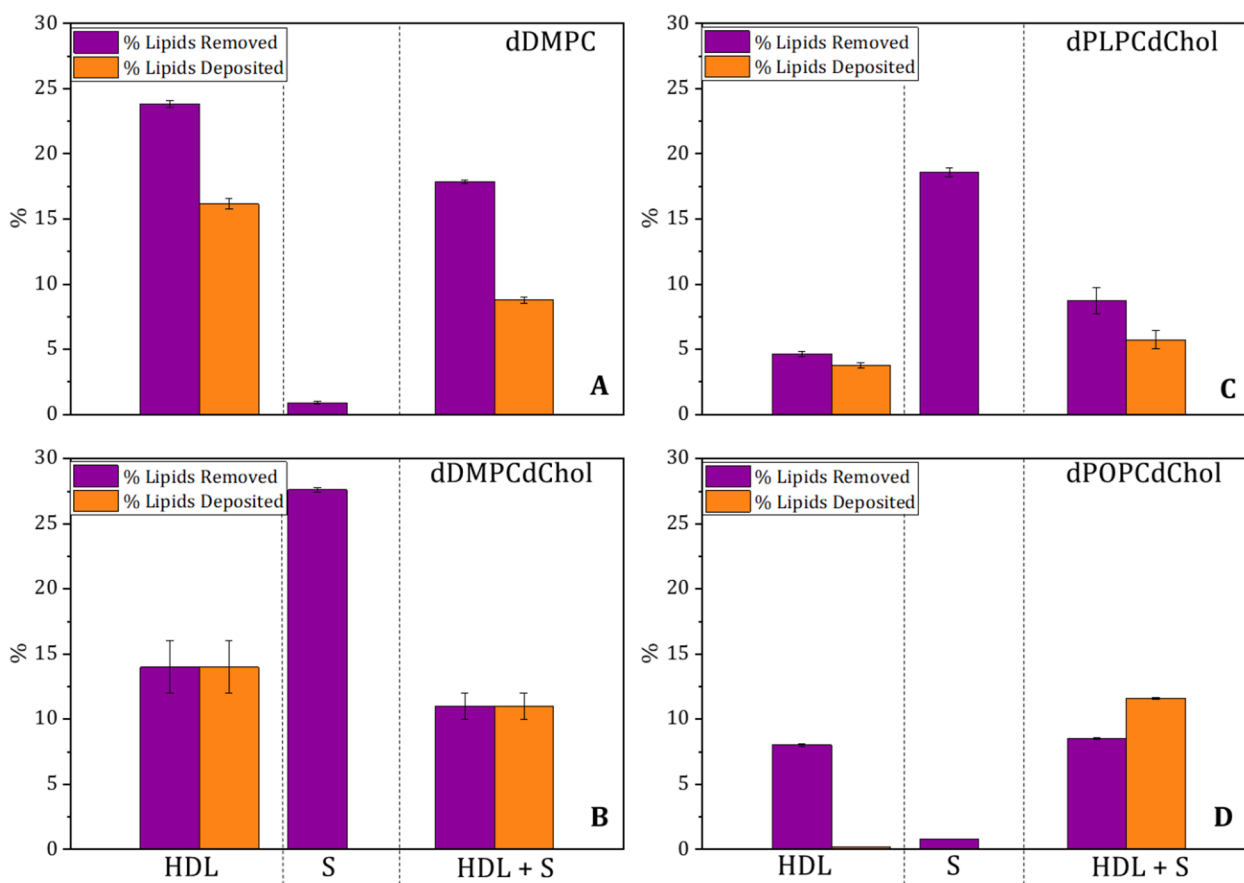 30
25
20
15
10
5
0
%
% Lipids Removed
% Lipids Deposited
dDMPC
A
30
25
20
15
10
5
0
%
% Lipids Removed
% Lipids Deposited
dPLPCdChol
C
30
25
20
15
10
5
0
%
% Lipids Removed
% Lipids Deposited
dDMPCdChol
B
HDL
S
HDL + S
30
25
20
15
10
5
0
%
% Lipids Removed
% Lipids Deposited
dPOPCdChol
D
HDL
S
HDL + S